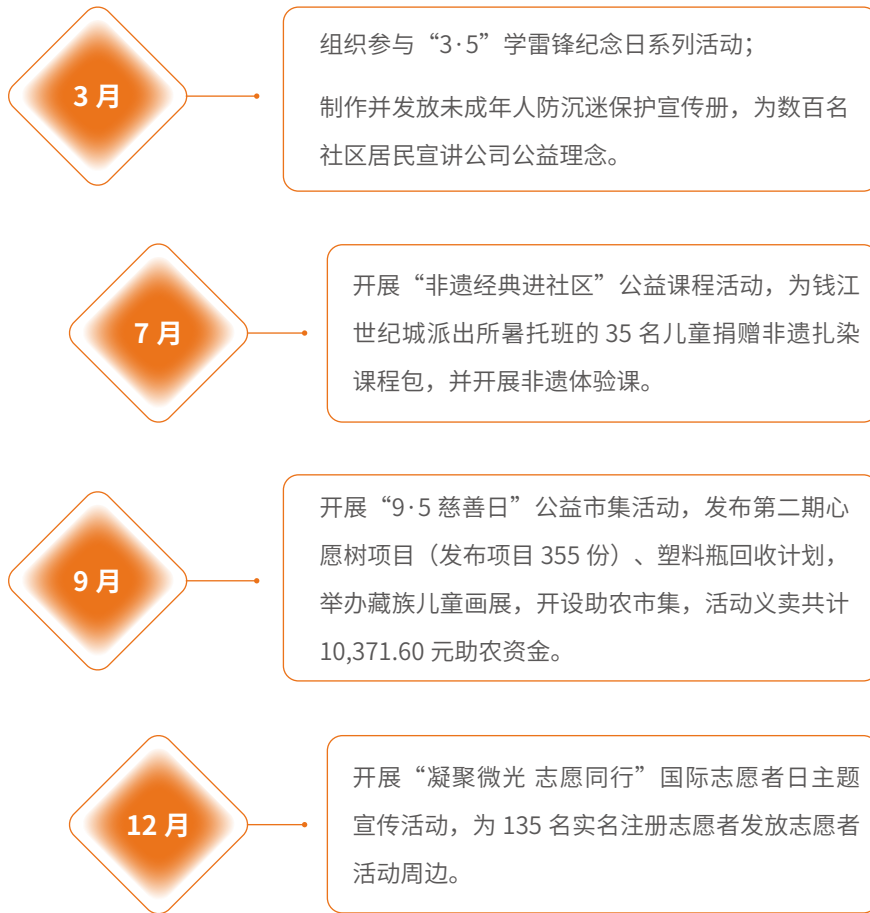 3 月
组织参与“3·5”学雷锋纪念日系列活动；
制作并发放未成年人防沉迷保护宣传册，为数百名
社区居民宣讲公司公益理念。
7 月
开展“非遗经典进社区”公益课程活动，为钱江
世纪城派出所暑托班的 35 名儿童捐赠非遗扎染
课程包，并开展非遗体验课。
9 月
开展“9·5 慈善日”公益市集活动，发布第二期心
愿树项目（发布项目 355 份）、塑料瓶回收计划，
举办藏族儿童画展，开设助农市集，活动义卖共计
10,371.60 元助农资金。
12 月
开展“凝聚微光 志愿同行”国际志愿者日主题
宣传活动，为 135 名实名注册志愿者发放志愿者
活动周边。